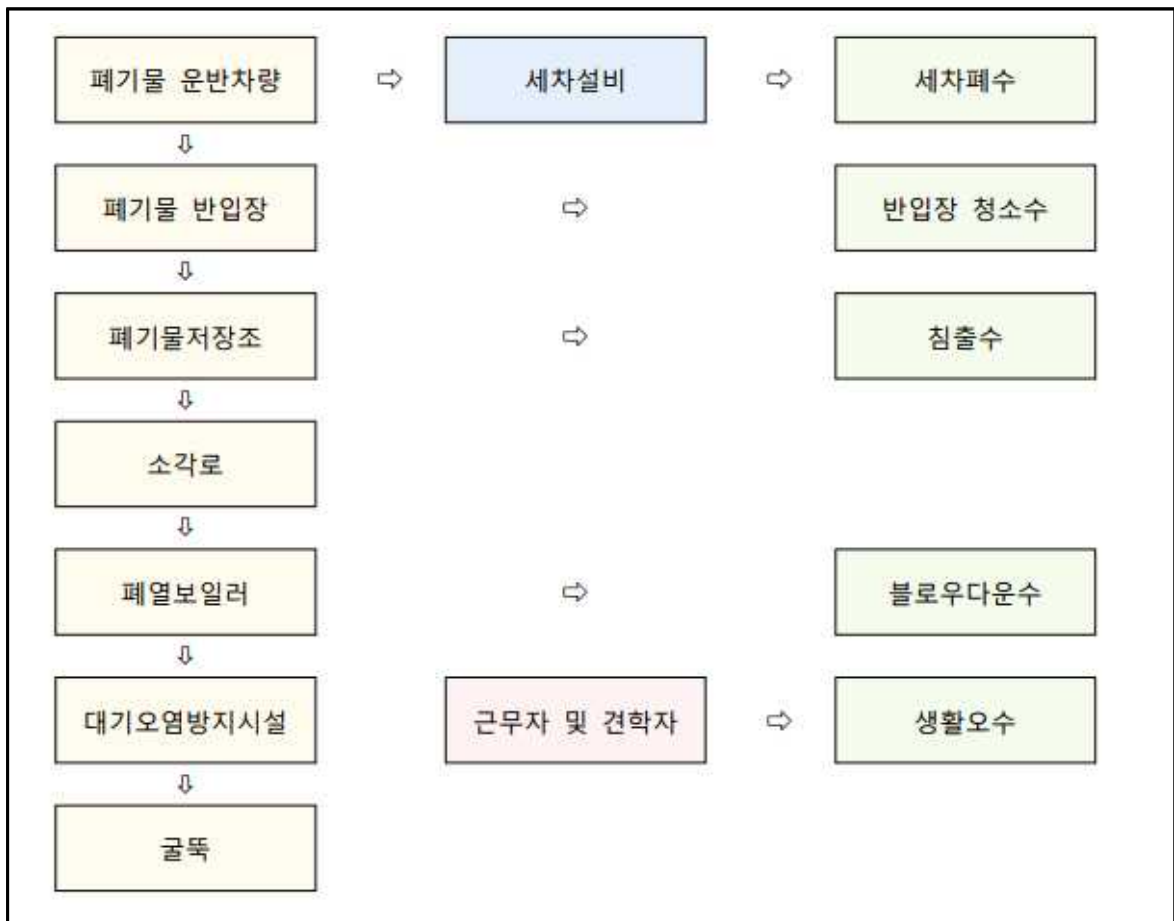 폐기물 운반차량 ⇨ 세차설비 ⇨ 세차폐수
⇩
폐기물 반입장 ⇨ 반입장 청소수
⇩
폐기물저장조 ⇨ 침출수
⇩
소각로
⇩
폐열보일러 ⇨ 블로우다운수
⇩
대기오염방지시설 근무자 및 견학자 ⇨ 생활오수
⇩
굴뚝